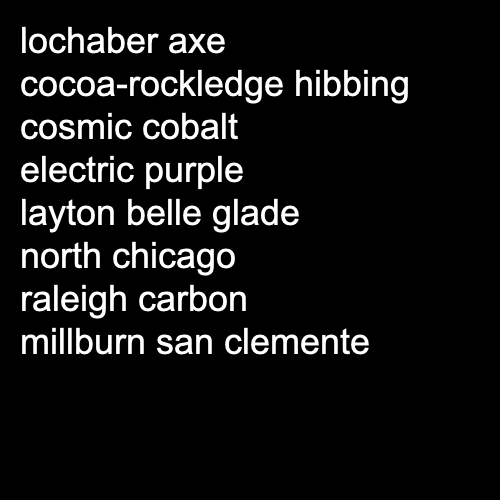 lochaber axe
cocoa-rockledge hibbing
cosmic cobalt
electric purple
layton belle glade
north chicago
raleigh carbon
millburn san clemente